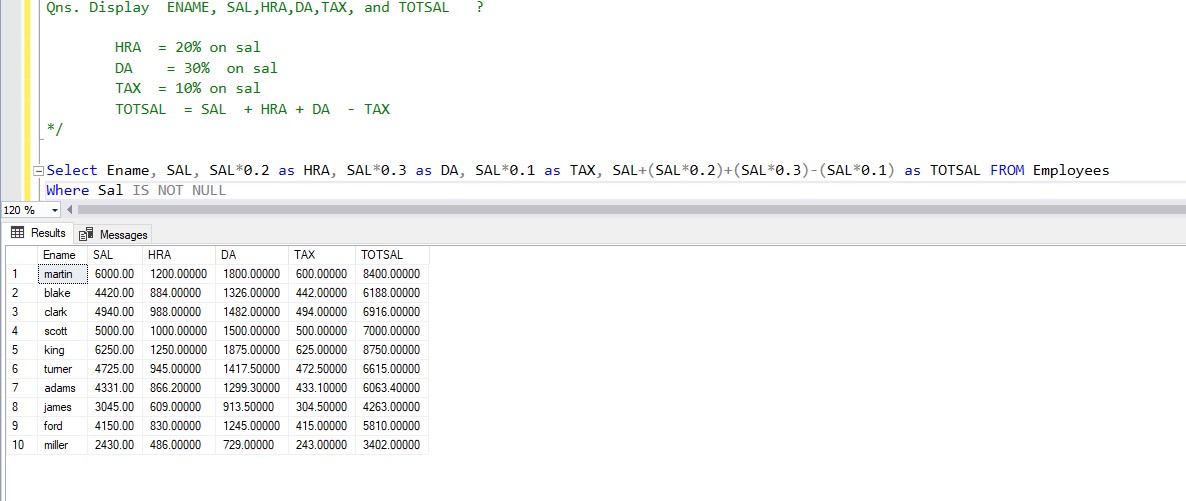 Qns. Display ENAME, SAL,HRA,DA,TAX, and TOTSAL ?
HRA = 20% on sal
DA = 30% on sal
TAX = 10% on sal
TOTSAL = SAL + HRA + DA - TAX
*/
Select Ename, SAL, SAL*0.2 as HRA, SAL*0.3 as DA, SAL*0.1 as TAX, SAL+(SAL*0.2)+(SAL*0.3)-(SAL*0.1) as TOTSAL FROM Employees
Where Sal IS NOT NULL
120 %
Results Messages
Ename SAL HRA DA TAX TOTSAL
1 martin 6000.00 1200.00000 1800.00000 600.00000 8400.00000
2 blake 4420.00 884.00000 1326.00000 442.00000 6188.00000
3 clark 4940.00 988.00000 1482.00000 494.00000 6916.00000
4 scott 5000.00 1000.00000 1500.00000 500.00000 7000.00000
5 king 6250.00 1250.00000 1875.00000 625.00000 8750.00000
6 turner 4725.00 945.00000 1417.50000 472.50000 6615.00000
7 adams 4331.00 866.20000 1299.30000 433.10000 6063.40000
8 james 3045.00 609.00000 913.50000 304.50000 4263.00000
9 ford 4150.00 830.00000 1245.00000 415.00000 5810.00000
10 miller 2430.00 486.00000 729.00000 243.00000 3402.00000